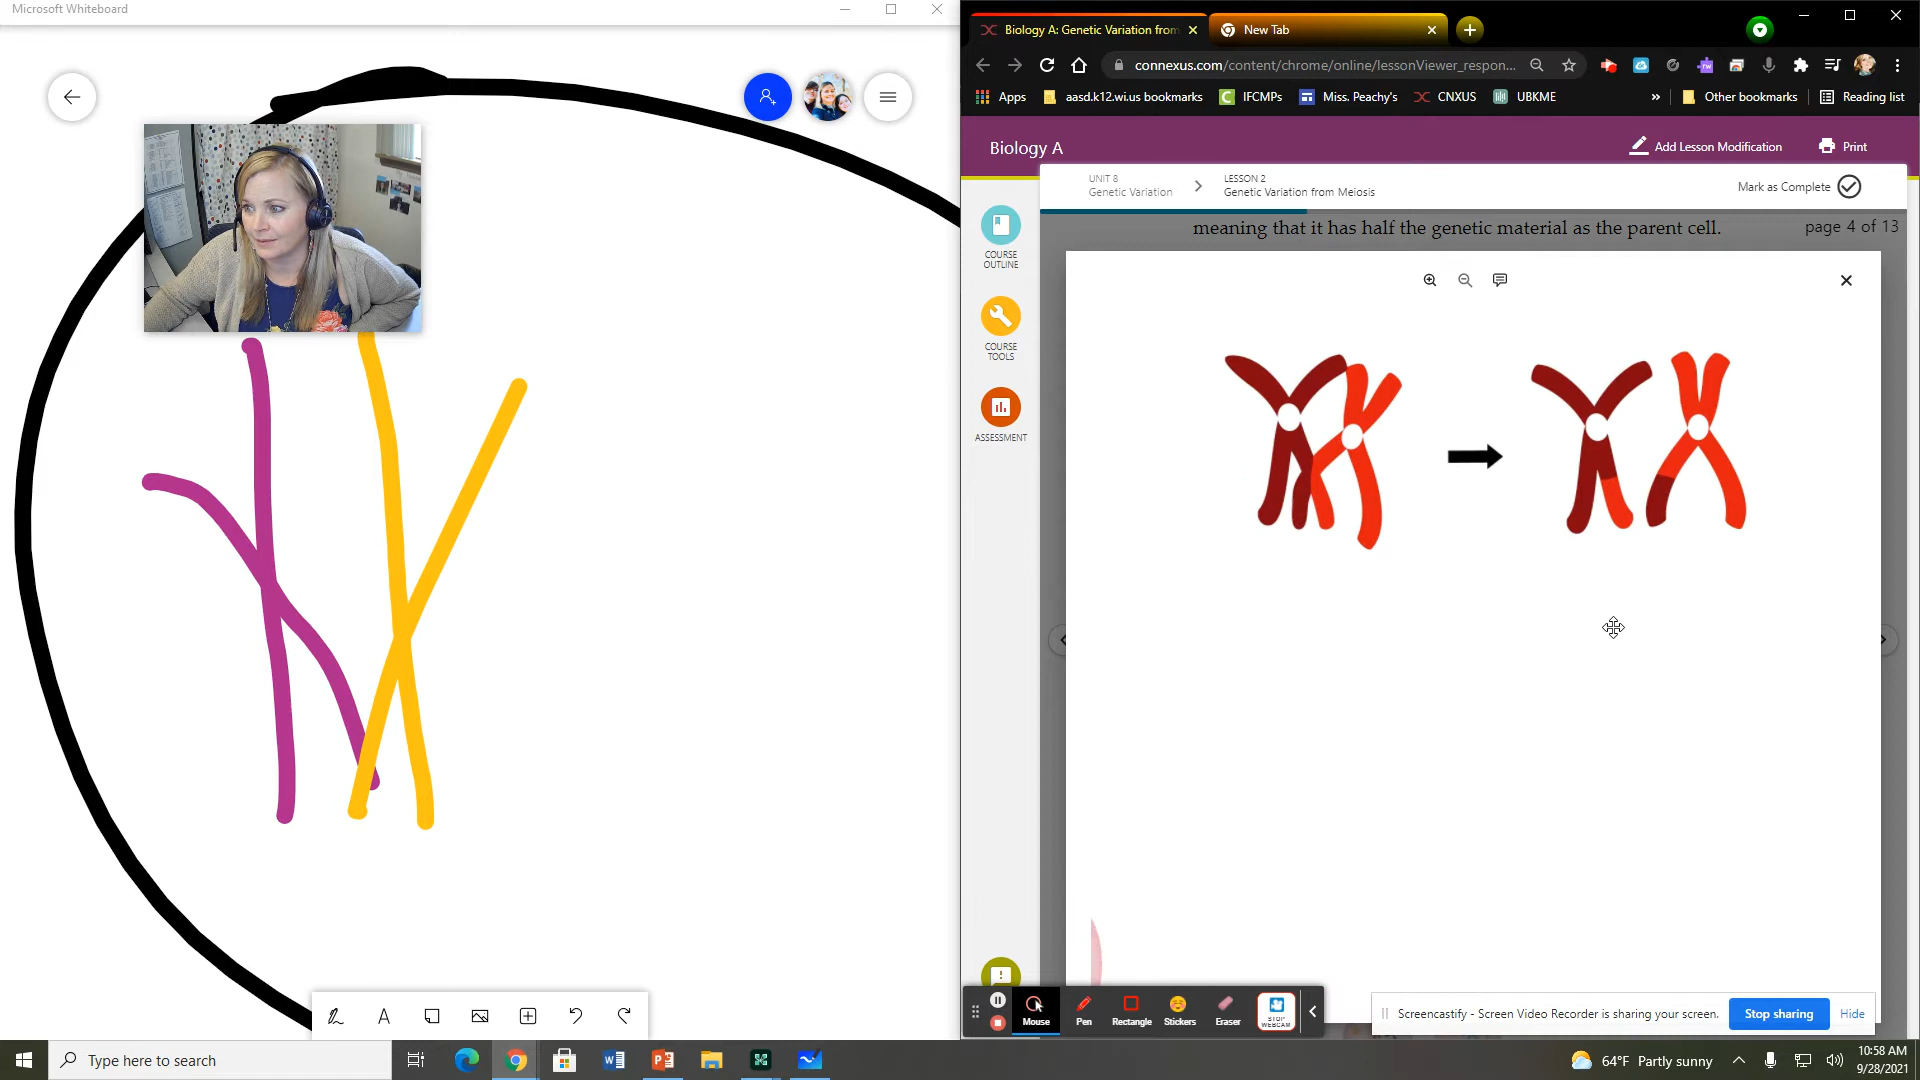 Microsoft Whiteboard
Biology A: Genetic Variation from
New Tab
connexus.com/content/chrome/online/lessonViewer_respon...
Apps
aasd.k12.wi.us bookmarks
IFCMPs
Miss. Peachy's
CNXUS
UBKME
»
Other bookmarks
Reading list
Biology A
Add Lesson Modification
Print
UNIT 8
Genetic Variation
LESSON 2
Genetic Variation from Meiosis
Mark as Complete
meaning that it has half the genetic material as the parent cell.
page 4 of 13
COURSE
OUTLINE
COURSE
TOOLS
ASSESSMENT
Mouse
Pen
Rectangle
Stickers
Eraser
STOP
WEBCAM
Screencastify - Screen Video Recorder is sharing your screen.
Stop sharing
Hide
Type here to search
64°F Partly sunny
10:58 AM
9/28/2021